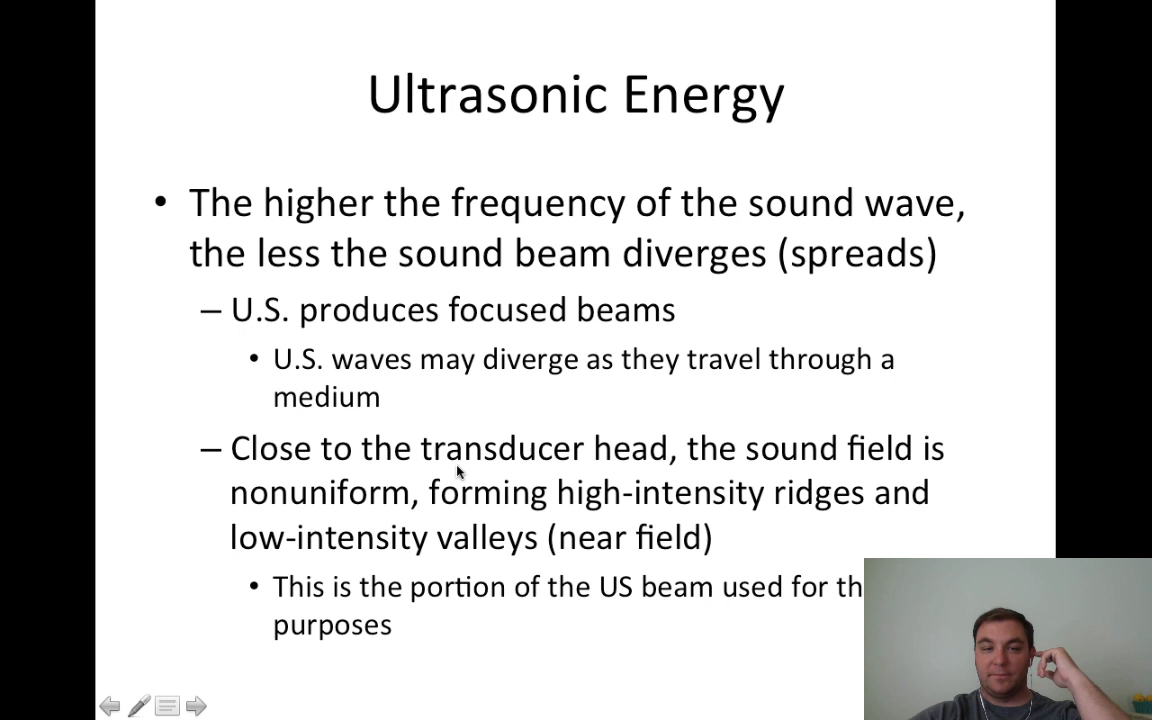 Ultrasonic Energy
• The higher the frequency of the sound wave,
the less the sound beam diverges (spreads)
– U.S. produces focused beams
• U.S. waves may diverge as they travel through a
medium
– Close to the transducer head, the sound field is
nonuniform, forming high-intensity ridges and
low-intensity valleys (near field)
• This is the portion of the US beam used for
purposes